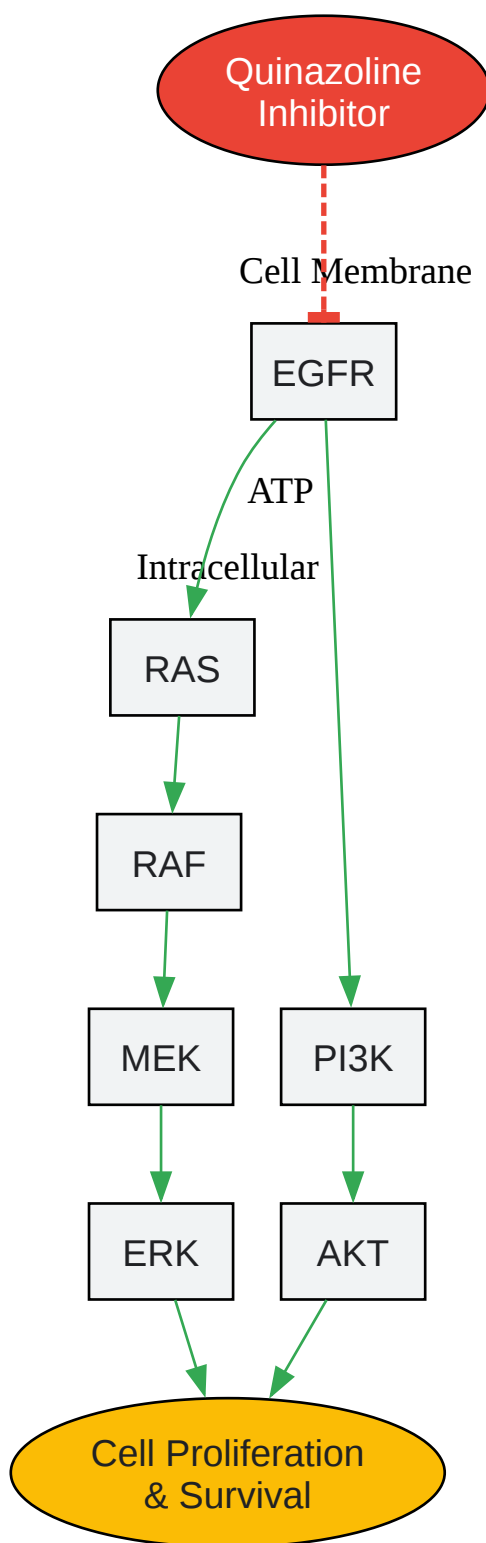 Quinazoline
Inhibitor
Cell Membrane
EGFR
ATP
Intracellular
RAS
RAF
MEK
PI3K
ERK
AKT
Cell Proliferation
& Survival